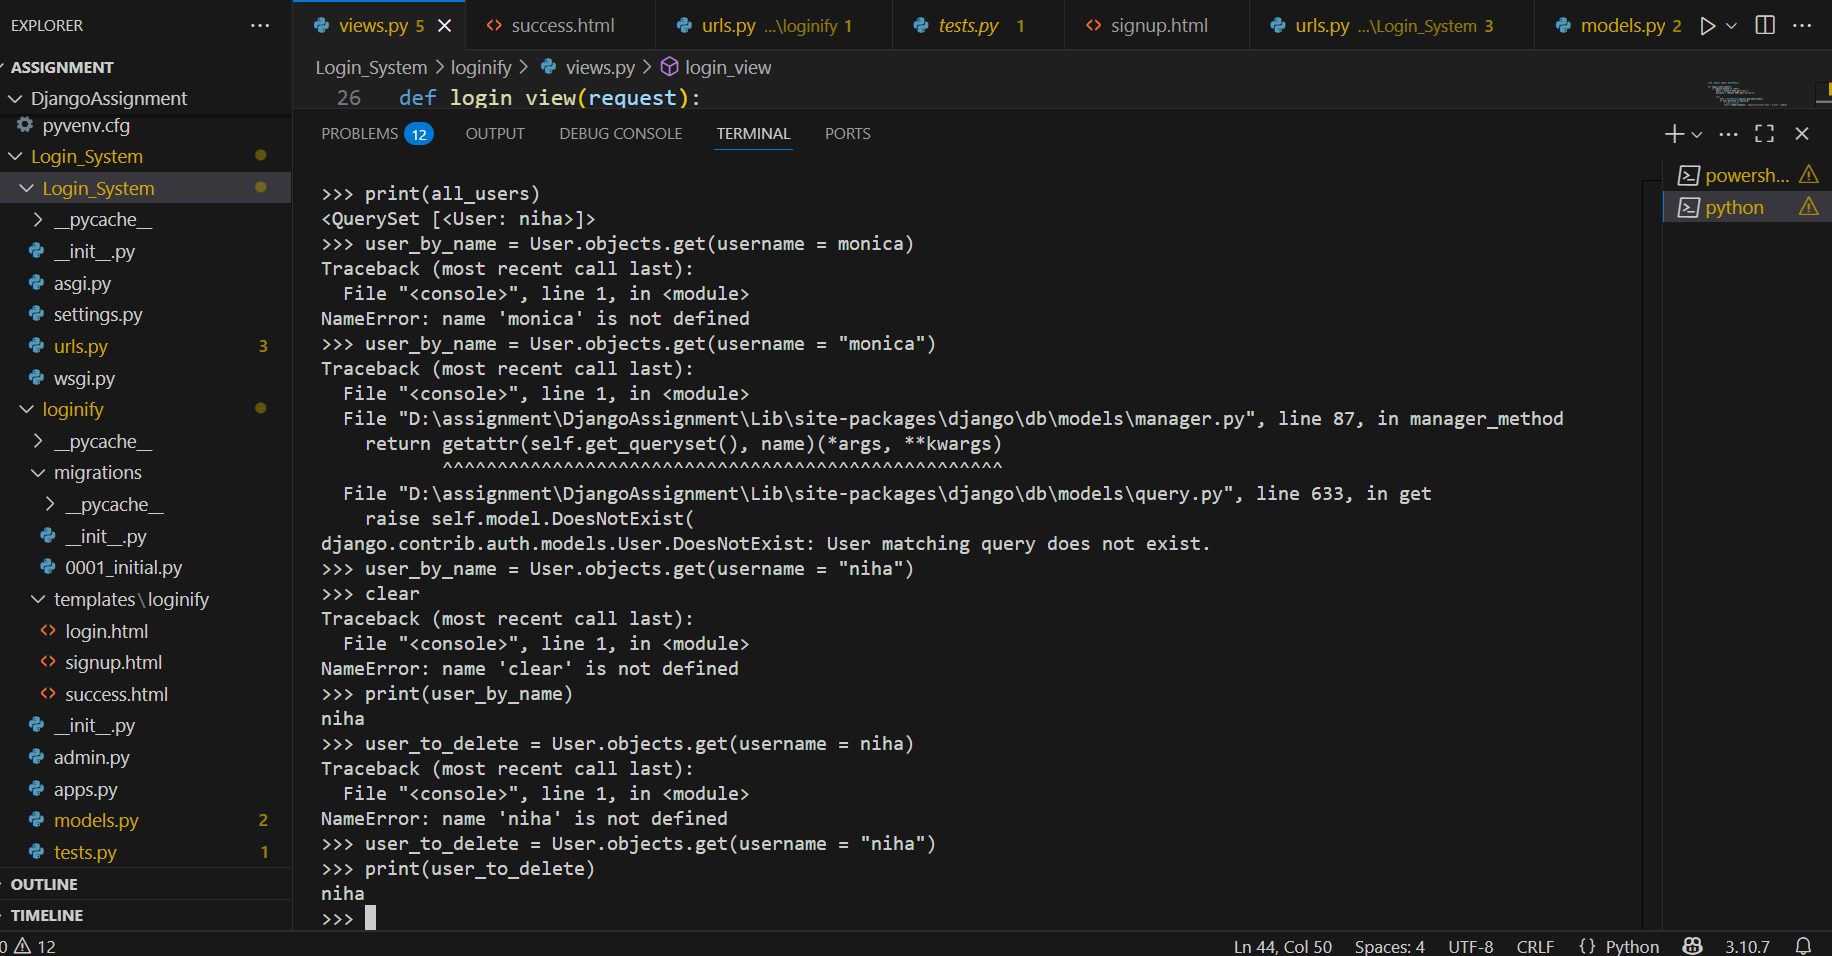 EXPLORER
ASSIGNMENT
DjangoAssignment
pyvenv.cfg
Login_System
Login_System
__pycache__
__init__.py
asgi.py
settings.py
urls.py 3
wsgi.py
loginify
__pycache__
migrations
__pycache__
__init__.py
0001_initial.py
templates\loginify
login.html
signup.html
success.html
__init__.py
admin.py
apps.py
models.py 2
tests.py 1
OUTLINE
TIMELINE
views.py 5 success.html urls.py ...\loginify 1 tests.py 1 signup.html urls.py ...\Login_System 3 models.py 2
Login_System > loginify > views.py > login_view
26 def login_view(request):
PROBLEMS 12 OUTPUT DEBUG CONSOLE TERMINAL PORTS
>>> print(all_users)
<QuerySet [<User: niha>]>
>>> user_by_name = User.objects.get(username = monica)
Traceback (most recent call last):
  File "<console>", line 1, in <module>
NameError: name 'monica' is not defined
>>> user_by_name = User.objects.get(username = "monica")
Traceback (most recent call last):
  File "<console>", line 1, in <module>
  File "D:\assignment\DjangoAssignment\Lib\site-packages\django\db\models\manager.py", line 87, in manager_method
    return getattr(self.get_queryset(), name)(*args, **kwargs)
           ^^^^^^^^^^^^^^^^^^^^^^^^^^^^^^^^^^^^^^^^^^^^^^^^^^^
  File "D:\assignment\DjangoAssignment\Lib\site-packages\django\db\models\query.py", line 633, in get
    raise self.model.DoesNotExist(
django.contrib.auth.models.User.DoesNotExist: User matching query does not exist.
>>> user_by_name = User.objects.get(username = "niha")
>>> clear
Traceback (most recent call last):
  File "<console>", line 1, in <module>
NameError: name 'clear' is not defined
>>> print(user_by_name)
niha
>>> user_to_delete = User.objects.get(username = niha)
Traceback (most recent call last):
  File "<console>", line 1, in <module>
NameError: name 'niha' is not defined
>>> user_to_delete = User.objects.get(username = "niha")
>>> print(user_to_delete)
niha
>>>
powersh...
python
0 12 Ln 44, Col 50 Spaces: 4 UTF-8 CRLF {} Python 3.10.7